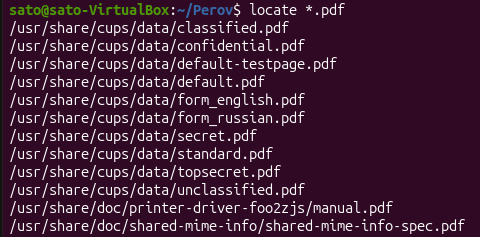 sato@sato-VirtualBox:~/Perov$ locate *.pdf
/usr/share/cups/data/classified.pdf
/usr/share/cups/data/confidential.pdf
/usr/share/cups/data/default-testpage.pdf
/usr/share/cups/data/default.pdf
/usr/share/cups/data/form_english.pdf
/usr/share/cups/data/form_russian.pdf
/usr/share/cups/data/secret.pdf
/usr/share/cups/data/standard.pdf
/usr/share/cups/data/topsecret.pdf
/usr/share/cups/data/unclassified.pdf
/usr/share/doc/printer-driver-foo2zjs/manual.pdf
/usr/share/doc/shared-mime-info/shared-mime-info-spec.pdf